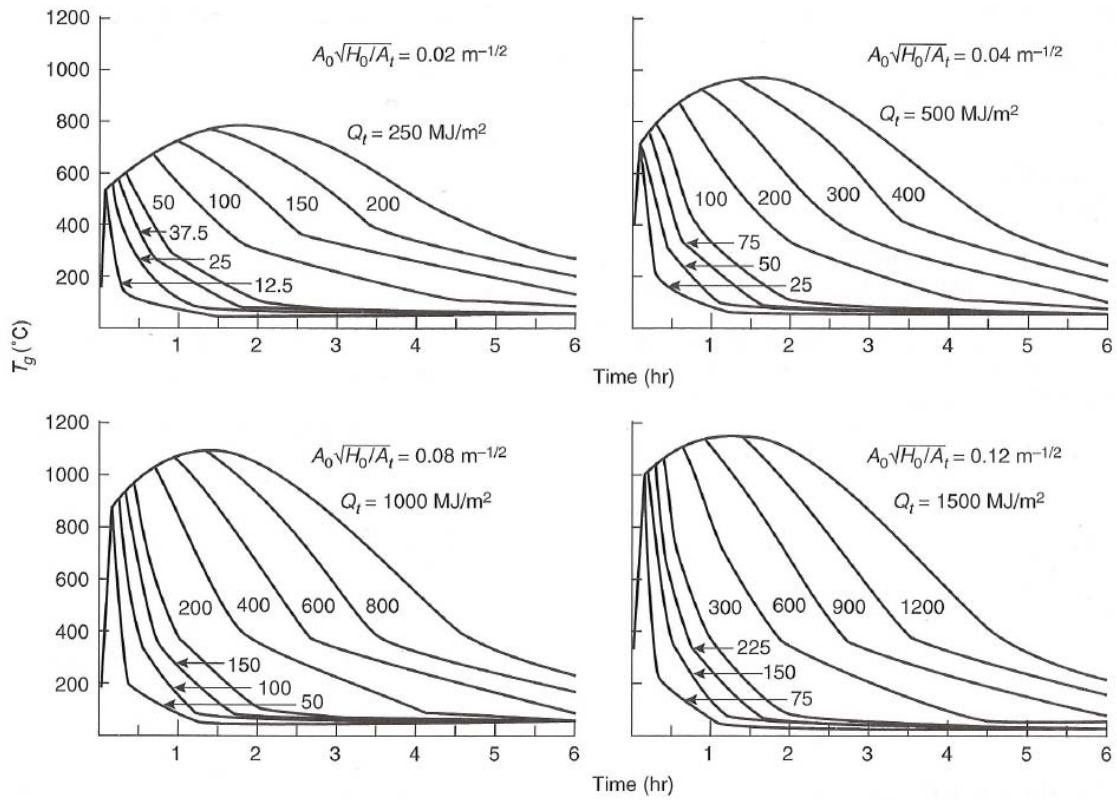 1200
1000
800
600
400
200
A₀√H₀/Aₜ = 0.02 m⁻¹/²
Qₜ = 250 MJ/m²
50
100
150
200
37.5
25
12.5
1 2 3 4 5 6
A₀√H₀/Aₜ = 0.04 m⁻¹/²
Qₜ = 500 MJ/m²
100
200
300
400
75
50
25
1 2 3 4 5 6
T_g (°C)
Time (hr)
1200
1000
800
600
400
200
A₀√H₀/Aₜ = 0.08 m⁻¹/²
Qₜ = 1000 MJ/m²
200
400
600
800
150
100
50
1 2 3 4 5 6
A₀√H₀/Aₜ = 0.12 m⁻¹/²
Qₜ = 1500 MJ/m²
300
600
900
1200
225
150
75
1 2 3 4 5 6
Time (hr)